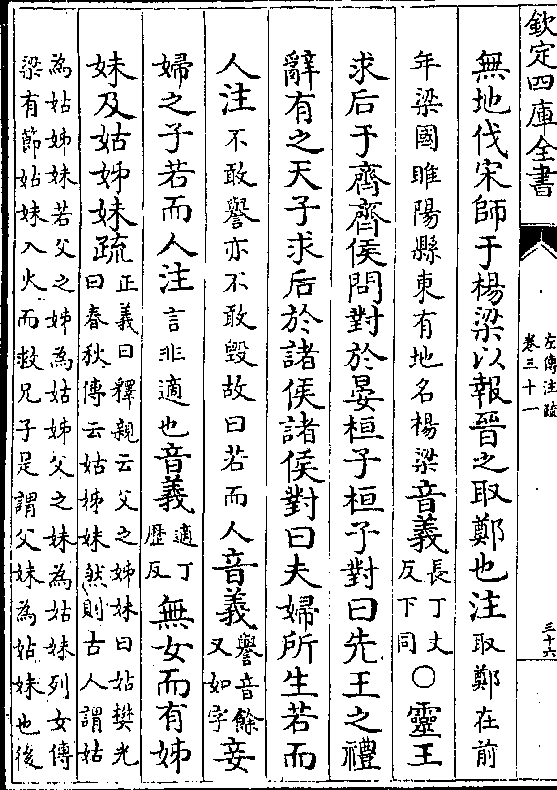 欽定四庫全書
左傳注疏
卷三十一
三十六
無地伐宋師于楊梁以報晉之取鄭也注取鄭在前
年梁國睢陽縣東有地名楊梁音義長丁丈
反下同○靈王
求后于齊齊侯問對於晏桓子桓子對曰先王之禮
辭有之天子求后於諸侯諸侯對曰夫婦所生若而
人注不敢譽亦不敢毀故曰若而人音義譽音餘
又如字妾
婦之子若而人注言非適也音義適丁
歷反無女而有姊
妹及姑姊妹疏正義曰釋親云父之姊妹曰姑樊光
曰春秋傳云姑姊妹然則古人謂姑
為姑姊妹若父之姊為姑姊父之妹為姑妹列女傳
梁有節姑妹入火而救兄子是謂父妹為姑妹也後